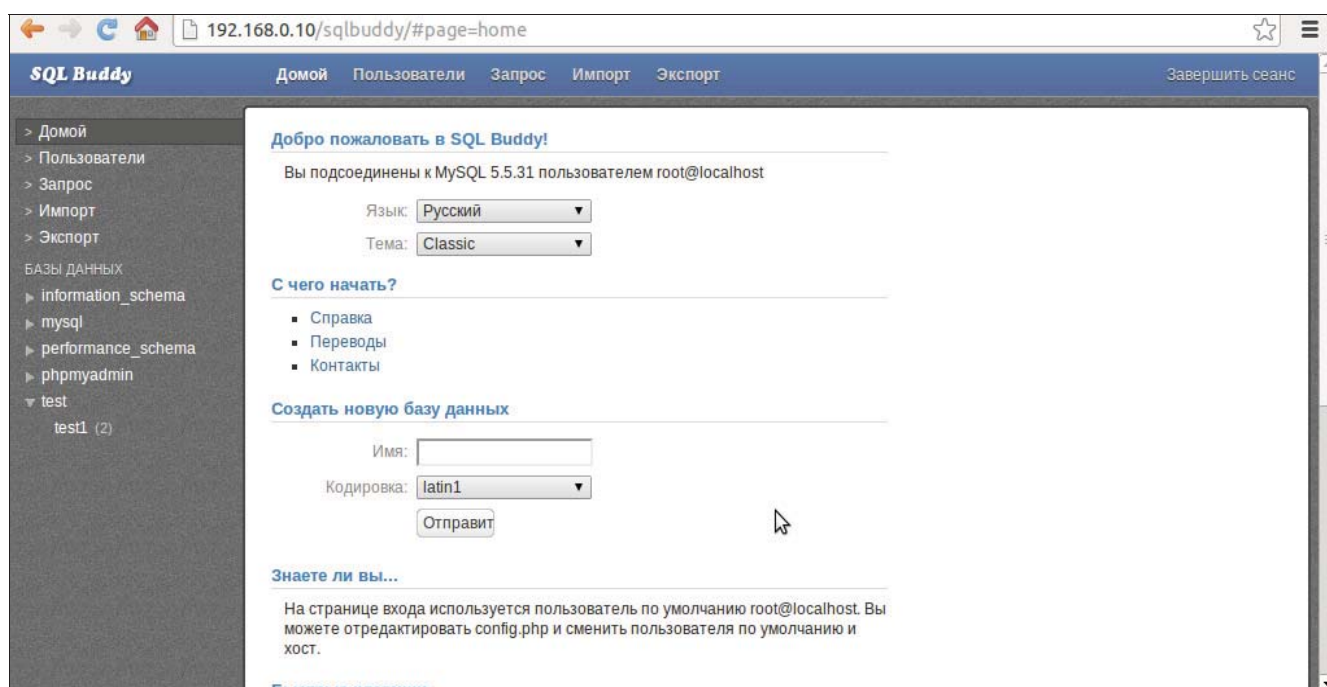 192.168.0.10/sqlbuddy/#page=home
SQL Buddy
Домой Пользователи Запрос Импорт Экспорт
Завершить сеанс
> Домой
> Пользователи
> Запрос
> Импорт
> Экспорт
БАЗЫ ДАННЫХ
information_schema
mysql
performance_schema
phpmyadmin
test
test1 (2)
Добро пожаловать в SQL Buddy!
Вы подсоединены к MySQL 5.5.31 пользователем root@localhost
Язык: Русский
Тема: Classic
С чего начать?
Справка
Переводы
Контакты
Создать новую базу данных
Имя:
Кодировка: latin1
Отправит
Знаете ли вы...
На странице входа используется пользователь по умолчанию root@localhost. Вы
можете отредактировать config.php и сменить пользователя по умолчанию и
хост.